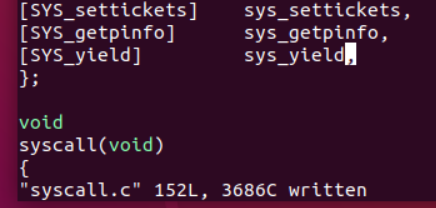 [SYS_settickets]    sys_settickets,
[SYS_getpinfo]      sys_getpinfo,
[SYS_yield]         sys_yield,
};
void
syscall(void)
{
"syscall.c" 152L, 3686C written